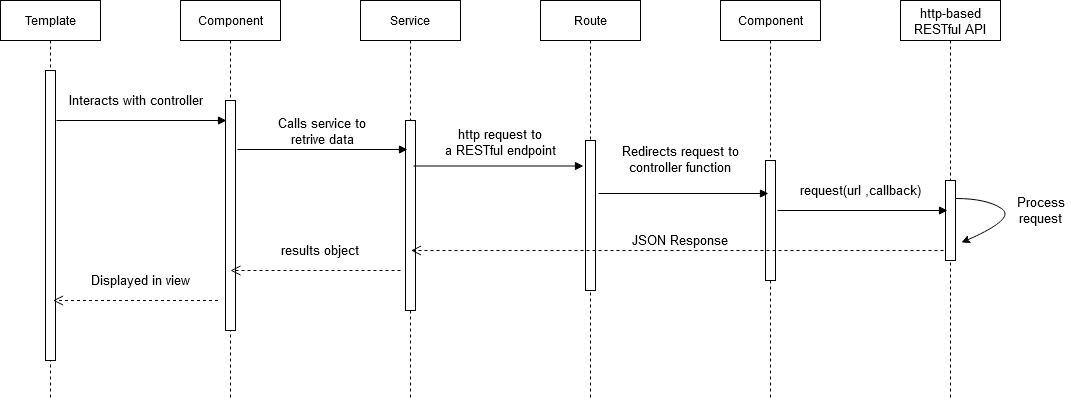 Template
Component
Service
Route
Component
http-based
RESTful API
Interacts with controller
Calls service to
retrive data
http request to
a RESTful endpoint
Redirects request to
controller function
request(url ,callback)
Process
request
JSON Response
results object
Displayed in view